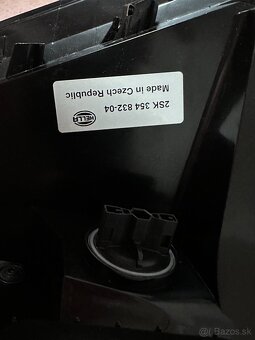 2SK 354 832-04
Made in Czech Republic
HELLA
Bazos.sk